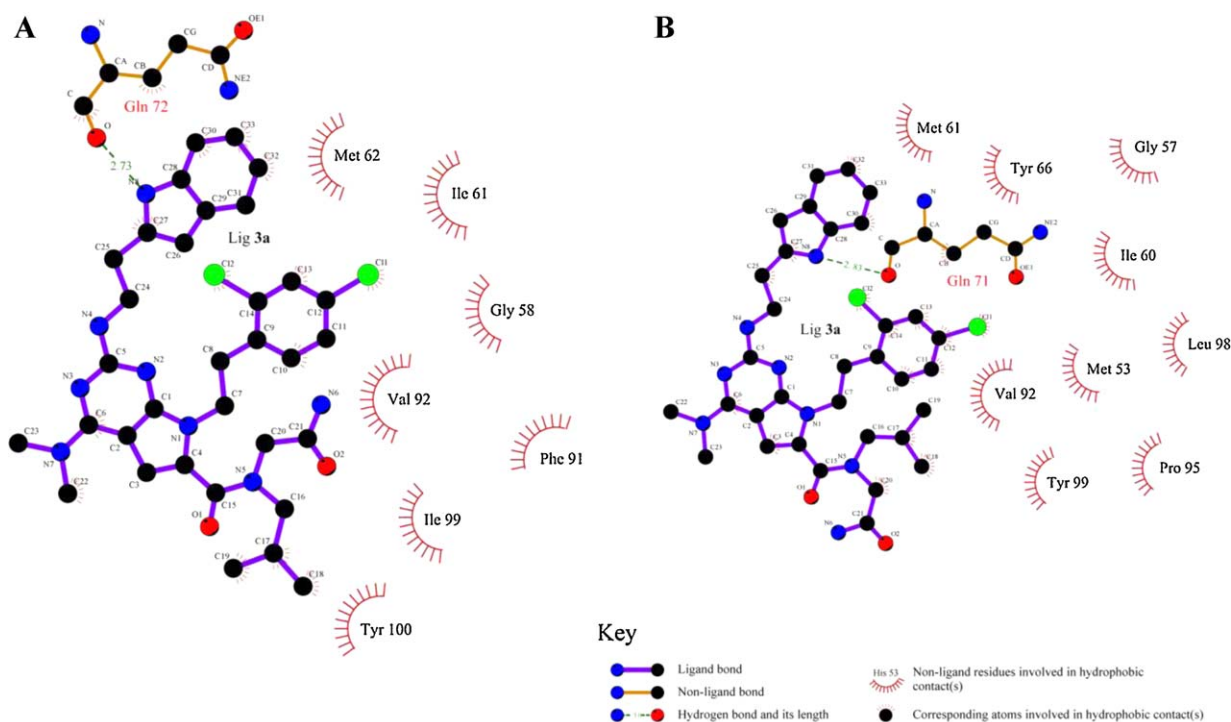 A
N
CA
C
CB
CG
CD
OE1
NE2
Gln 72
O
2.73
N8
C28
C30
C33
C32
C31
C29
C27
C26
C25
C24
Lig 3a
Met 62
Ile 61
Gly 58
Val 92
Phe 91
Ile 99
Tyr 100
Cl2
C13
Cl1
C14
C12
C9
C11
C10
C8
C7
N4
C5
N3
N2
C6
C1
N1
C2
C4
C3
C23
N7
C22
N6
C20
C21
O2
N5
C15
C16
O1
C19
C17
C18
B
Met 61
Tyr 66
Gly 57
Ile 60
Leu 98
Met 53
Val 92
Tyr 99
Pro 95
C32
C33
C29
C30
C26
C28
C27
N8
2.81
N
CA
CG
NE2
C
CB
CD
O
OE1
Gln 71
C24
Lig 3a
Cl2
C13
C14
C12
C9
C11
C10
C8
C7
N4
C5
N3
N2
C1
N1
C2
C4
C22
N7
C23
C19
C16
C17
C18
C15
O1
C20
N6
C21
O2
Key
Ligand bond
Non-ligand bond
Hydrogen bond and its length
His 53
Non-ligand residues involved in hydrophobic
contact(s)
Corresponding atoms involved in hydrophobic contact(s)